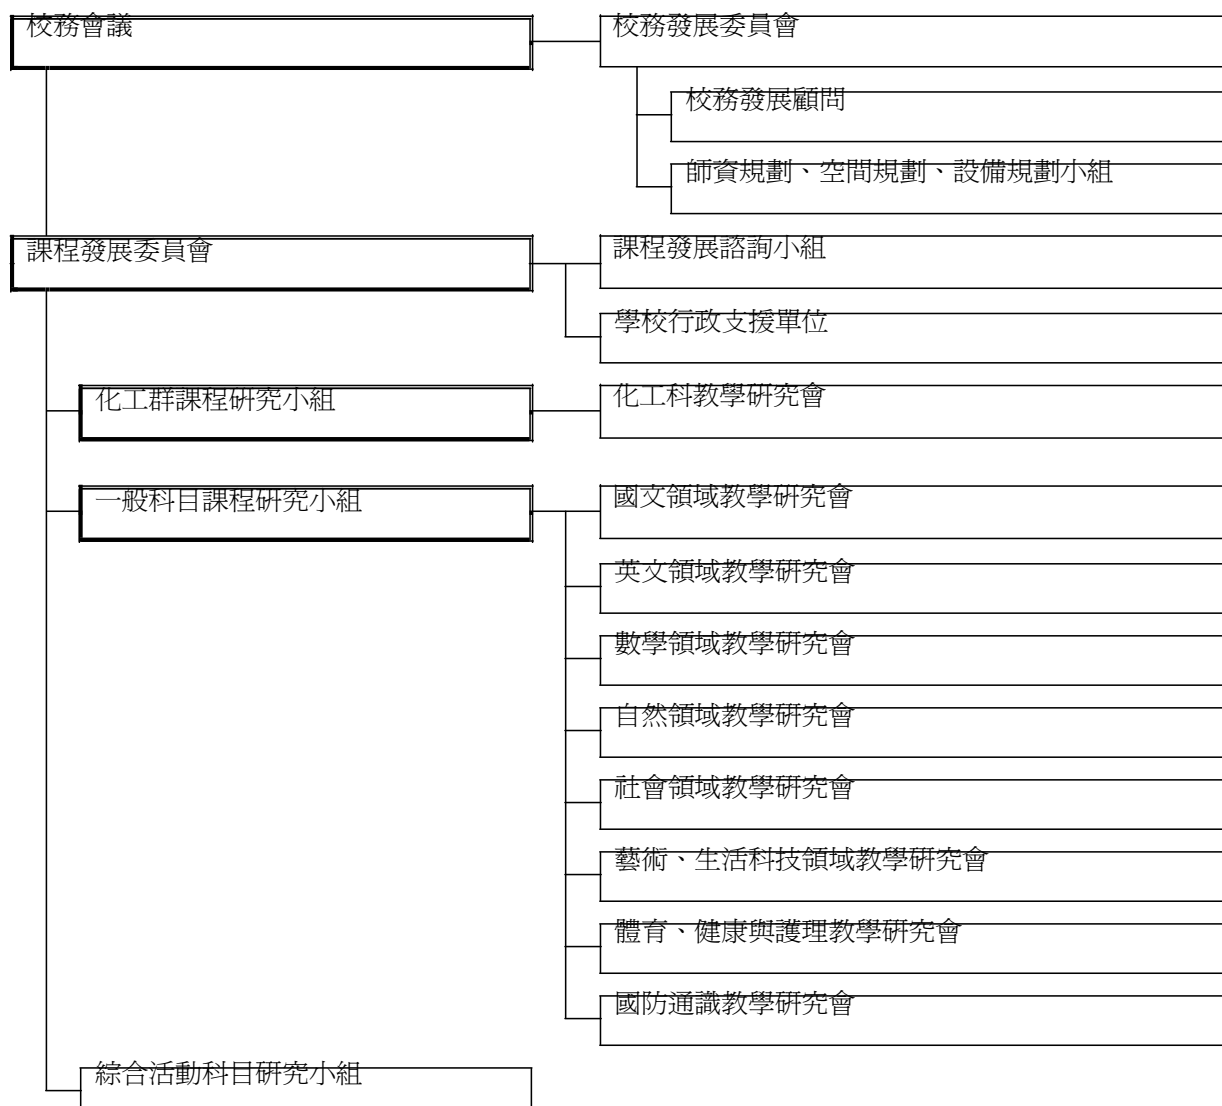 校務會議
校務發展委員會
校務發展顧問
師資規劃、空間規劃、設備規劃小組
課程發展委員會
課程發展諮詢小組
學校行政支援單位
化工群課程研究小組
化工科教學研究會
一般科目課程研究小組
國文領域教學研究會
英文領域教學研究會
數學領域教學研究會
自然領域教學研究會
社會領域教學研究會
藝術、生活科技領域教學研究會
體育、健康與護理教學研究會
國防通識教學研究會
綜合活動科目研究小組